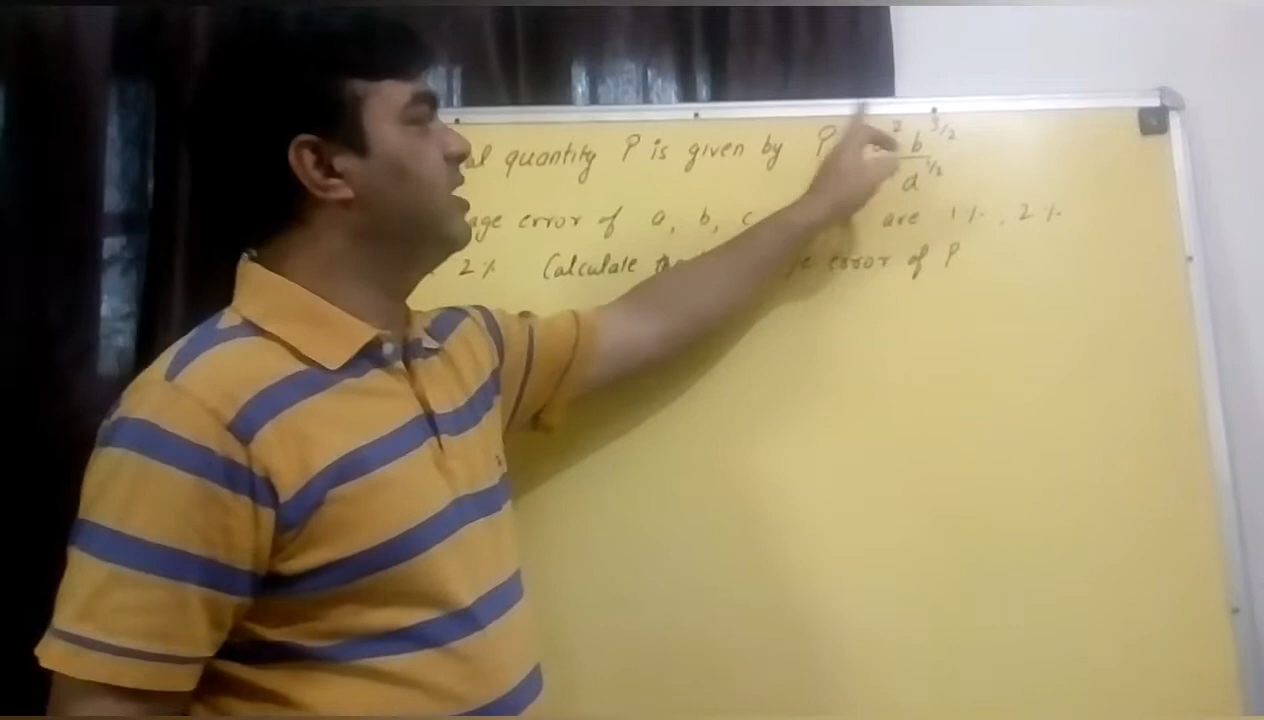 al quantity P is given by P 2 b 3/2
d 1/2
age error of a, b, c are 1%, 2%
2% Calculate the error of P